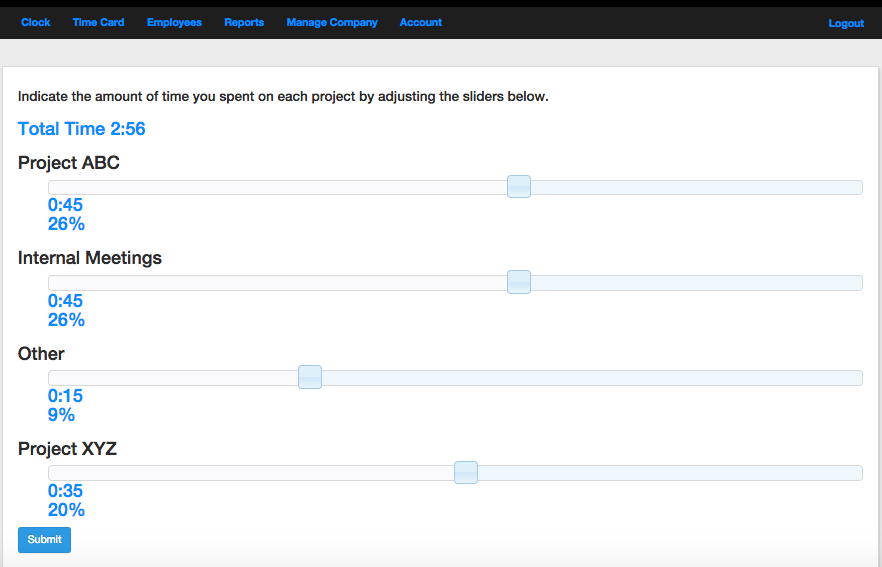 Clock Time Card Employees Reports Manage Company Account Logout
Indicate the amount of time you spent on each project by adjusting the sliders below.
Total Time 2:56
Project ABC
0:45
26%
Internal Meetings
0:45
26%
Other
0:15
9%
Project XYZ
0:35
20%
Submit